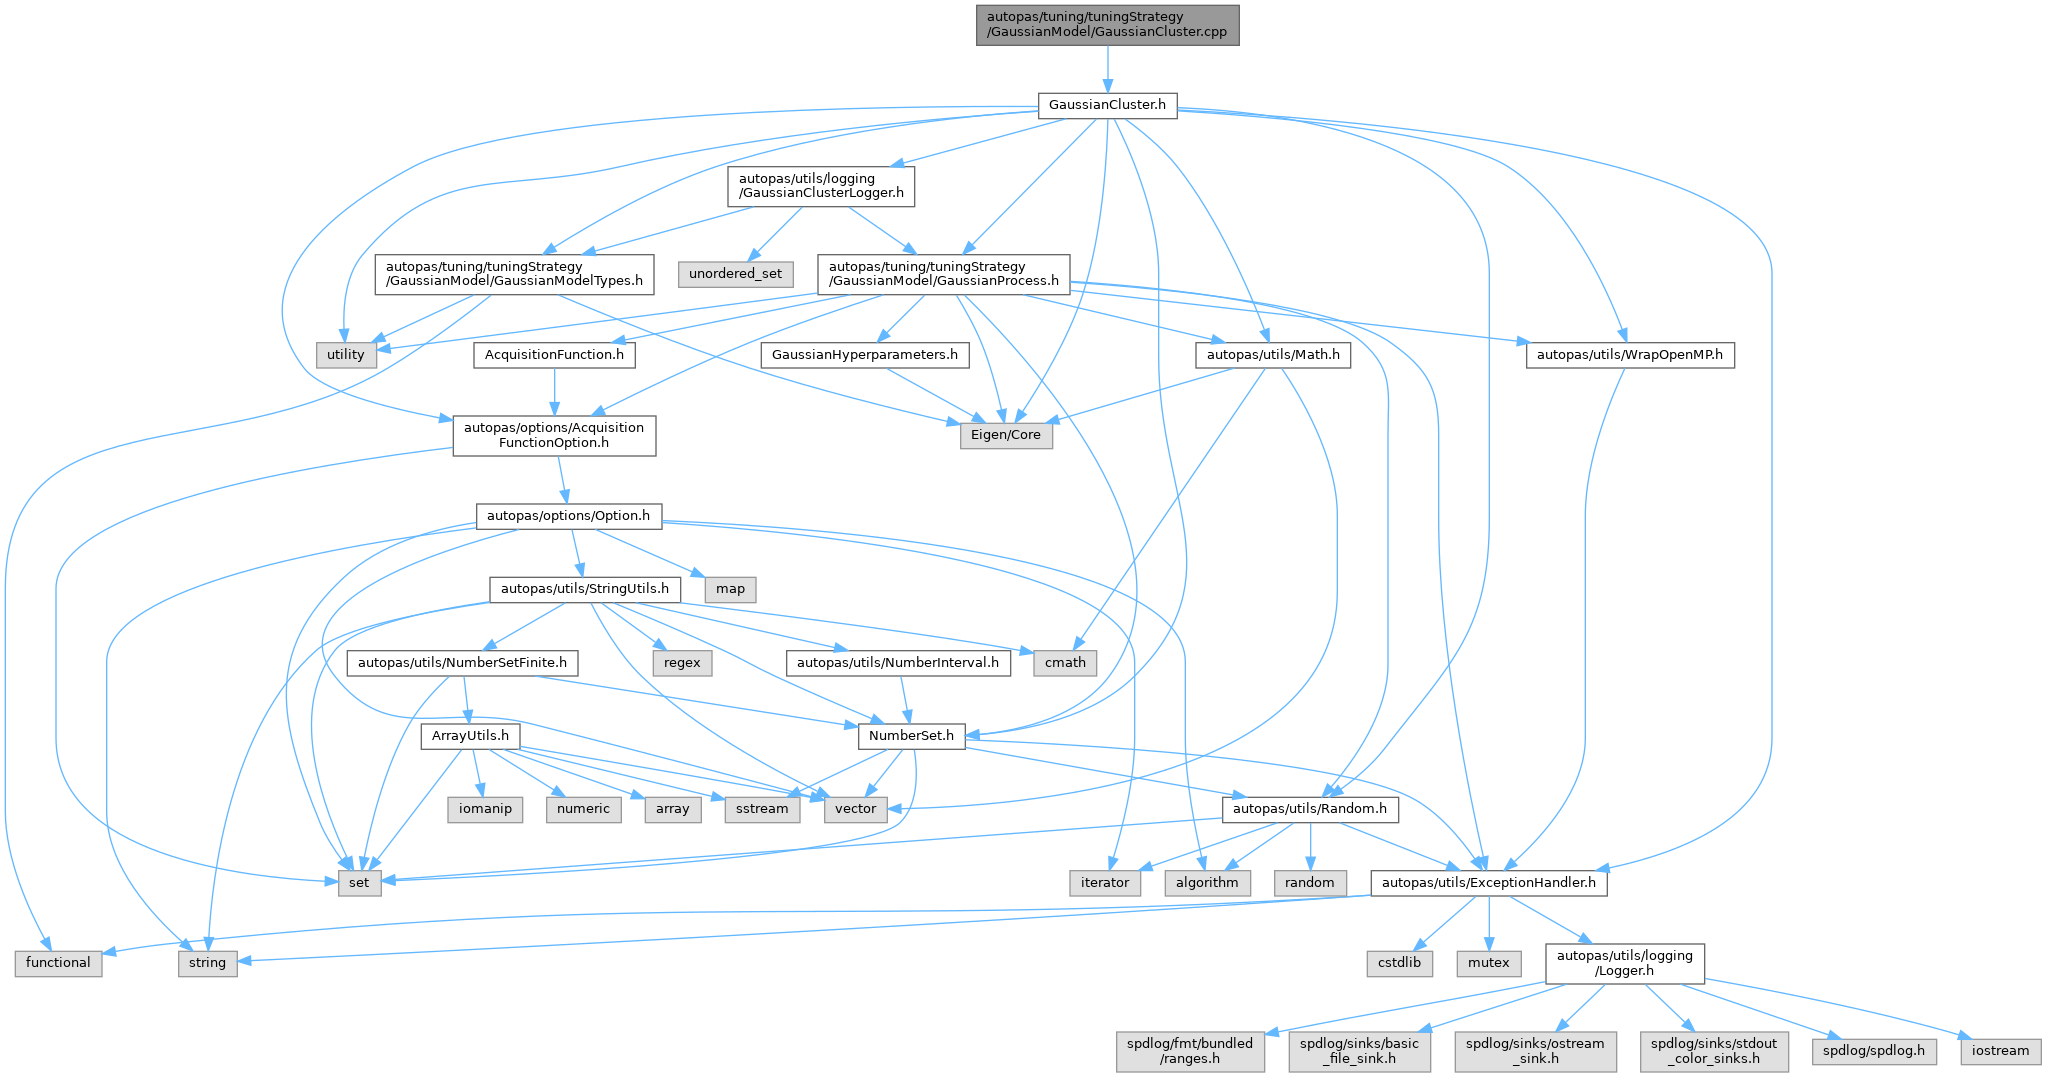 autopas/tuning/tuningStrategy
/GaussianModel/GaussianCluster.cpp
GaussianCluster.h
autopas/utils/logging
/GaussianClusterLogger.h
autopas/tuning/tuningStrategy
/GaussianModel/GaussianModelTypes.h
unordered_set
autopas/tuning/tuningStrategy
/GaussianModel/GaussianProcess.h
utility
AcquisitionFunction.h
GaussianHyperparameters.h
autopas/utils/Math.h
autopas/utils/WrapOpenMP.h
autopas/options/Acquisition
FunctionOption.h
Eigen/Core
autopas/options/Option.h
autopas/utils/StringUtils.h
map
autopas/utils/NumberSetFinite.h
regex
autopas/utils/NumberInterval.h
cmath
ArrayUtils.h
NumberSet.h
iomanip
numeric
array
sstream
vector
autopas/utils/Random.h
set
iterator
algorithm
random
autopas/utils/ExceptionHandler.h
functional
string
cstdlib
mutex
autopas/utils/logging
/Logger.h
spdlog/fmt/bundled
/ranges.h
spdlog/sinks/basic
_file_sink.h
spdlog/sinks/ostream
_sink.h
spdlog/sinks/stdout
_color_sinks.h
spdlog/spdlog.h
iostream